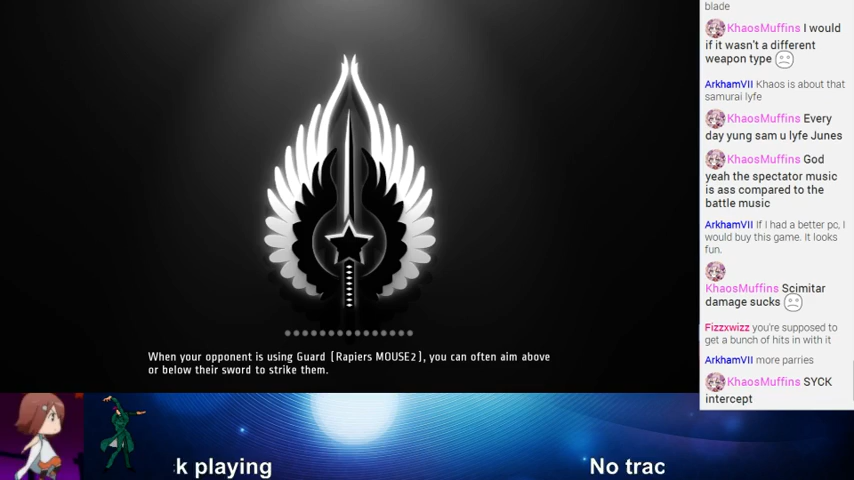 blade
KhaosMuffins I would
if it wasn't a different
weapon type
ArkhamVII Khaos is about that
samurai lyfe
KhaosMuffins Every
day yung sam u lyfe Junes
KhaosMuffins God
yeah the spectator music
is ass compared to the
battle music
ArkhamVII If I had a better pc, I
would buy this game. It looks
fun.
KhaosMuffins Scimitar
damage sucks
Fizzxwizz you're supposed to
get a bunch of hits in with it
ArkhamVII more parries
KhaosMuffins SYCK
intercept
When your opponent is using Guard [Rapiers MOUSE2], you can often aim above
or below their sword to strike them.
k playing
No trac